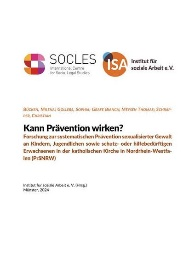 SOCLES
International Centre
for Socio-Legal Studies
ISA
Institut für
soziale Arbeit e.V.
Kann Prävention wirken?
Forschung zur systematischen Prävention sexualisierter Gewalt
an Kindern, Jugendlichen sowie schutz- oder hilfebedürftigen
Erwachsenen in der katholischen Kirche in Nordrhein-Westfa-
len (PrSNRW)
Institut für soziale Arbeit e. V. (Hrsg.)
Münster, 2024